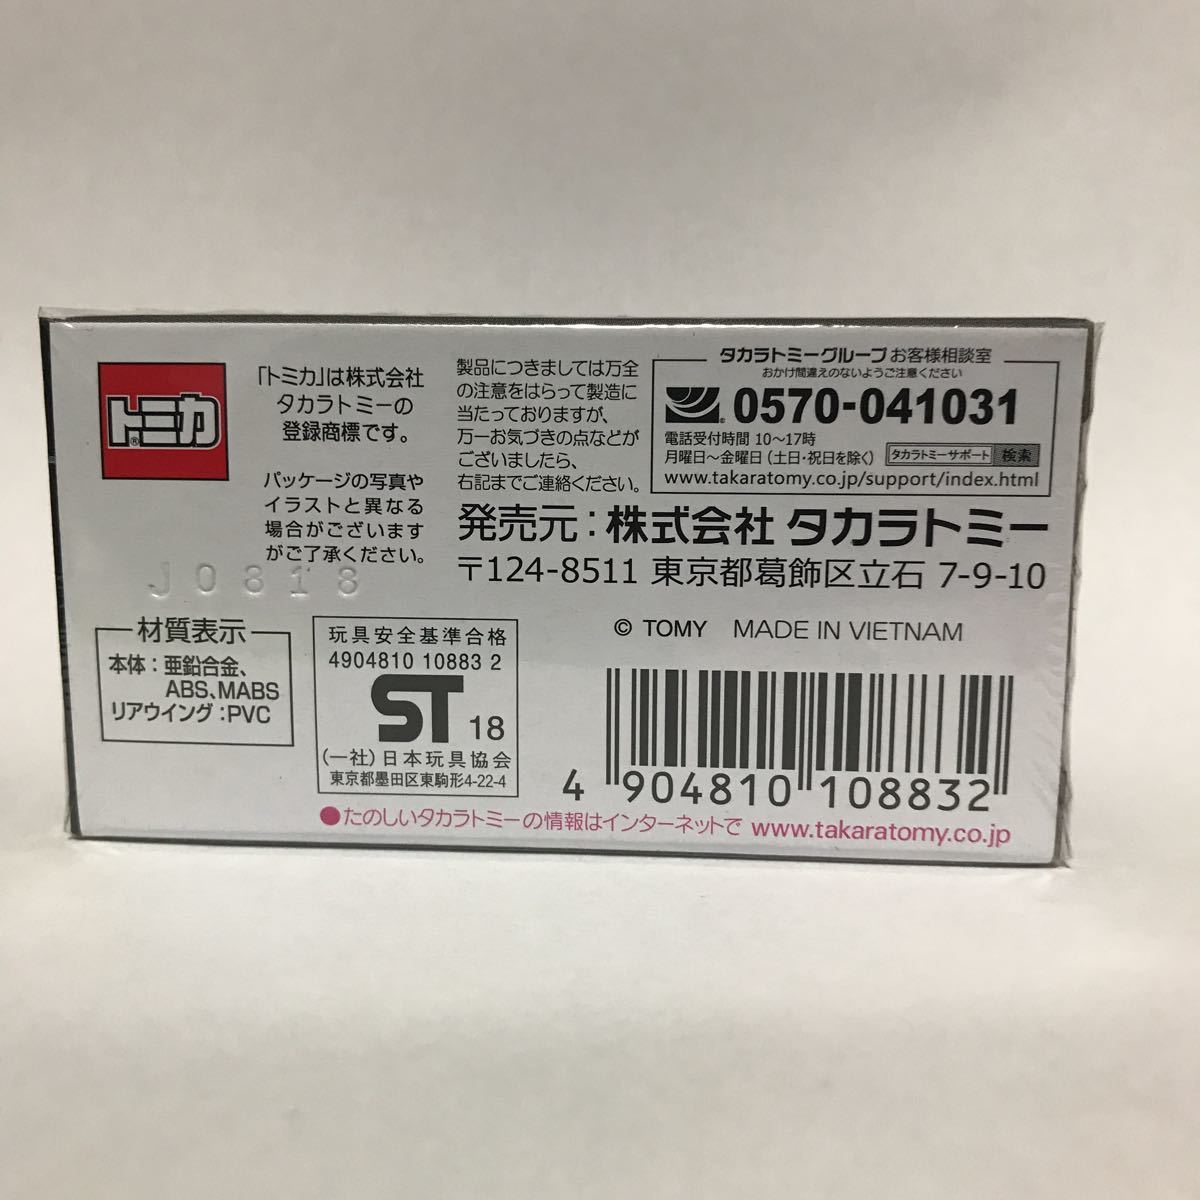 トミカ
®
「トミカ」は株式会社
タカラトミーの
登録商標です。
パッケージの写真や
イラストと異なる
場合がございます
がご了承ください。
J0818
製品につきましては万全
の注意をはらって製造に
当たっておりますが、
万一お気づきの点などが
ございましたら、
右記までご連絡ください。
タカラトミーグループ お客様相談室
おかけ間違えのないようご注意ください
0570-041031
電話受付時間 10〜17時
月曜日〜金曜日(土日・祝日を除く) タカラトミーサポート 検索
www.takaratomy.co.jp/support/index.html
発売元:株式会社 タカラトミー
〒124-8511 東京都葛飾区立石 7-9-10
材質表示
本体:亜鉛合金、
ABS、MABS
リアウイング:PVC
玩具安全基準合格
4904810 10883 2
ST 18
(一社)日本玩具協会
東京都墨田区東駒形4-22-4
© TOMY MADE IN VIETNAM
4 904810 108832
●たのしいタカラトミーの情報はインターネットで www.takaratomy.co.jp